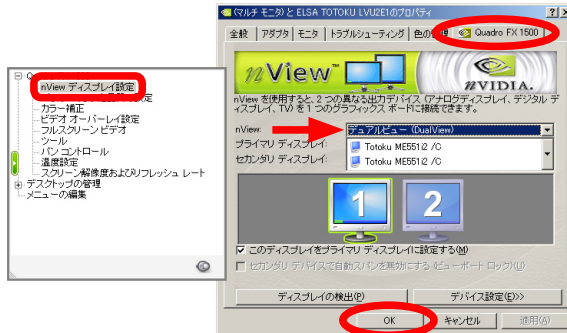 (マルチ モニタ) と ELSA TOTOKU LVU2E1のプロパティ
全般
アダプタ
モニタ
トラブルシューティング
色の管理
Quadro FX 1500
nView
nVIDIA.
nView を使用すると、2 つの異なる出力デバイス (アナログディスプレイ、デジタル デ
ィスプレイ、TV) を 1 つのグラフィックス ボードに接続できます。
nView:
デュアルビュー (DualView)
プライマリ ディスプレイ:
Totoku ME551i2 /C
セカンダリ ディスプレイ:
Totoku ME551i2 /C
1
2
このディスプレイをプライマリ ディスプレイに設定する(M)
セカンダリ デバイスで自動スパンを無効にする (ビューポート ロック)(U)
ディスプレイの検出(P)
デバイス設定(E)>>
OK
キャンセル
適用(A)
nView ディスプレイ設定
カラー補正
ビデオ オーバーレイ設定
フルスクリーンビデオ
ツール
パン コントロール
温度設定
スクリーン解像度およびリフレッシュ レート
デスクトップの管理
メニューの編集